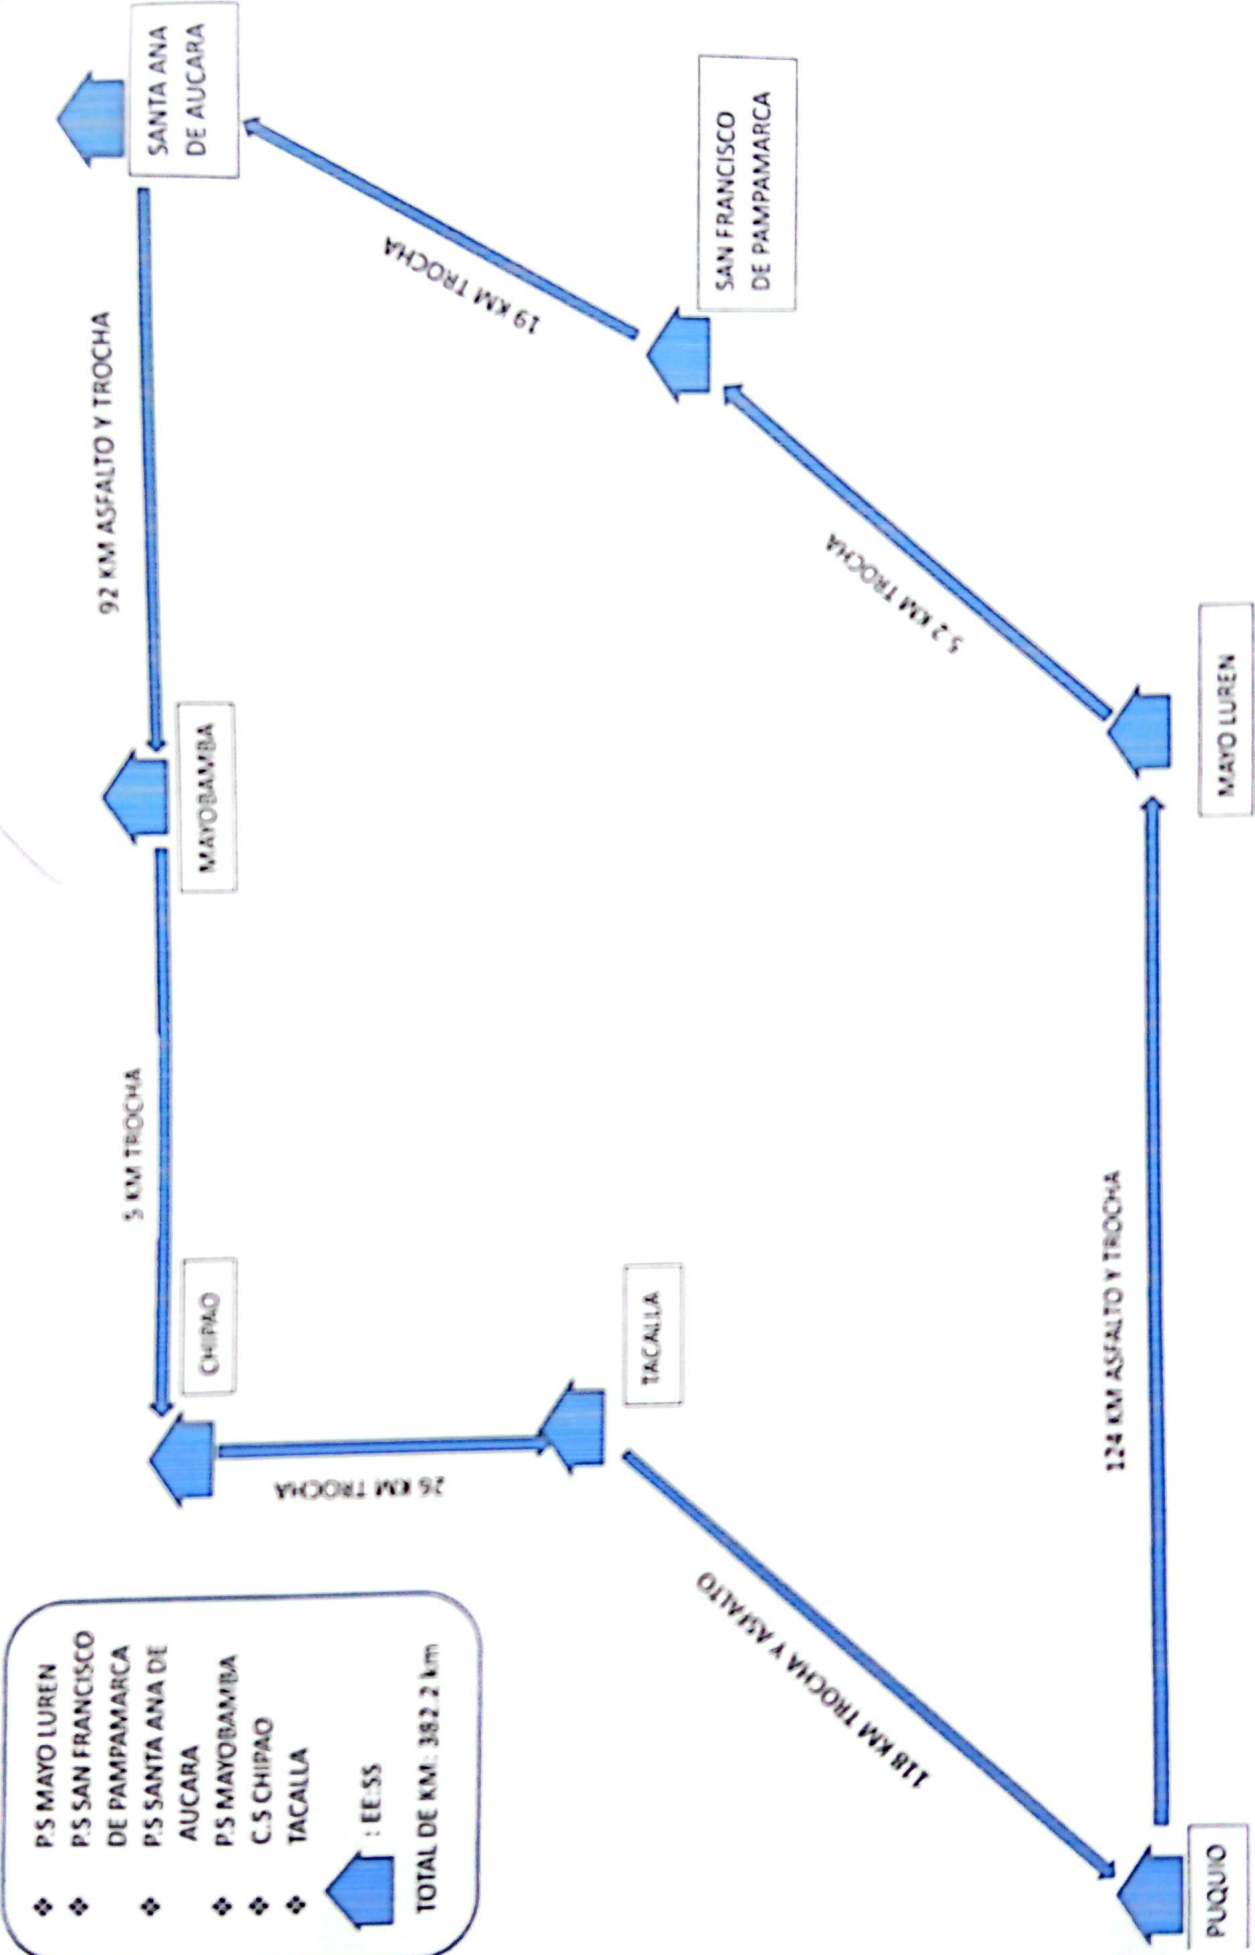 P.S MAYO LUREN
P.S SAN FRANCISCO
DE PAMPAMARCA
P.S SANTA ANA DE
AUCARA
P.S MAYOBAMBA
C.S CHIPAO
TACALLA
: EE.SS
TOTAL DE KM: 382.2 km
5 KM TROCHA
92 KM ASFALTO Y TROCHA
SANTA ANA
DE AUCARA
CHIPAO
MAYOBAMBA
26 KM TROCHA
19 KM TROCHA
TACALLA
SAN FRANCISCO
DE PAMPAMARCA
118 KM TROCHA Y ASFALTO
5.2 KM TROCHA
124 KM ASFALTO Y TROCHA
PUQUIO
MAYO LUREN